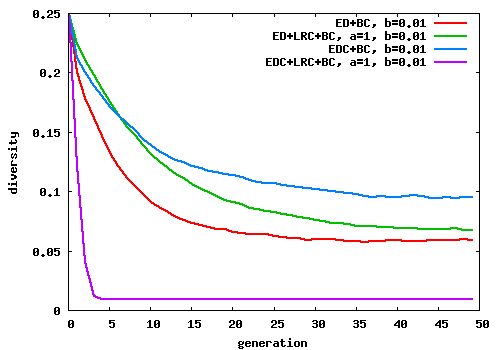 0.25
0.2
0.15
0.1
0.05
0
diversity
ED+BC, b=0.01
ED+LRC+BC, a=1, b=0.01
EDC+BC, b=0.01
EDC+LRC+BC, a=1, b=0.01
0 5 10 15 20 25 30 35 40 45 50
generation